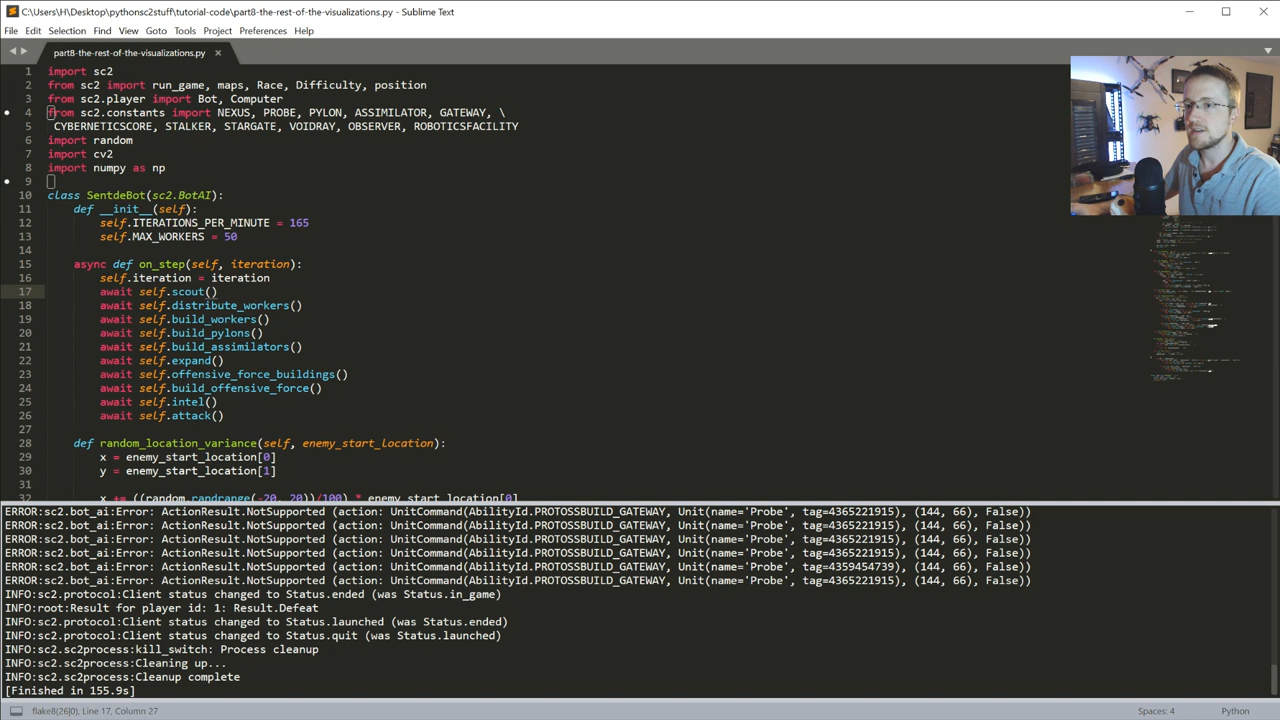 C:\Users\H\Desktop\pythonsc2stuff\tutorial-code\part8-the-rest-of-the-visualizations.py - Sublime Text
File Edit Selection Find View Goto Tools Project Preferences Help
part8-the-rest-of-the-visualizations.py ×
1 import sc2
2 from sc2 import run_game, maps, Race, Difficulty, position
3 from sc2.player import Bot, Computer
4 from sc2.constants import NEXUS, PROBE, PYLON, ASSIMILATOR, GATEWAY, \
5 CYBERNETICSCORE, STALKER, STARGATE, VOIDRAY, OBSERVER, ROBOTICSFACILITY
6 import random
7 import cv2
8 import numpy as np
9
10 class SentdeBot(sc2.BotAI):
11 def __init__(self):
12 self.ITERATIONS_PER_MINUTE = 165
13 self.MAX_WORKERS = 50
14
15 async def on_step(self, iteration):
16 self.iteration = iteration
17 await self.scout()
18 await self.distribute_workers()
19 await self.build_workers()
20 await self.build_pylons()
21 await self.build_assimilators()
22 await self.expand()
23 await self.offensive_force_buildings()
24 await self.build_offensive_force()
25 await self.intel()
26 await self.attack()
27
28 def random_location_variance(self, enemy_start_location):
29 x = enemy_start_location[0]
30 y = enemy_start_location[1]
31
32 x += ((random.randrange(-20, 20))/100) * enemy_start_location[0]
ERROR:sc2.bot_ai:Error: ActionResult.NotSupported (action: UnitCommand(AbilityId.PROTOSSBUILD_GATEWAY, Unit(name='Probe', tag=4365221915), (144, 66), False))
ERROR:sc2.bot_ai:Error: ActionResult.NotSupported (action: UnitCommand(AbilityId.PROTOSSBUILD_GATEWAY, Unit(name='Probe', tag=4365221915), (144, 66), False))
ERROR:sc2.bot_ai:Error: ActionResult.NotSupported (action: UnitCommand(AbilityId.PROTOSSBUILD_GATEWAY, Unit(name='Probe', tag=4365221915), (144, 66), False))
ERROR:sc2.bot_ai:Error: ActionResult.NotSupported (action: UnitCommand(AbilityId.PROTOSSBUILD_GATEWAY, Unit(name='Probe', tag=4365221915), (144, 66), False))
ERROR:sc2.bot_ai:Error: ActionResult.NotSupported (action: UnitCommand(AbilityId.PROTOSSBUILD_GATEWAY, Unit(name='Probe', tag=4359454739), (144, 66), False))
ERROR:sc2.bot_ai:Error: ActionResult.NotSupported (action: UnitCommand(AbilityId.PROTOSSBUILD_GATEWAY, Unit(name='Probe', tag=4365221915), (144, 66), False))
INFO:sc2.protocol:Client status changed to Status.ended (was Status.in_game)
INFO:root:Result for player id: 1: Result.Defeat
INFO:sc2.protocol:Client status changed to Status.launched (was Status.ended)
INFO:sc2.protocol:Client status changed to Status.quit (was Status.launched)
INFO:sc2.sc2process:kill_switch: Process cleanup
INFO:sc2.sc2process:Cleaning up...
INFO:sc2.sc2process:Cleanup complete
[Finished in 155.9s]
flake8(26|0), Line 17, Column 27 Spaces: 4 Python